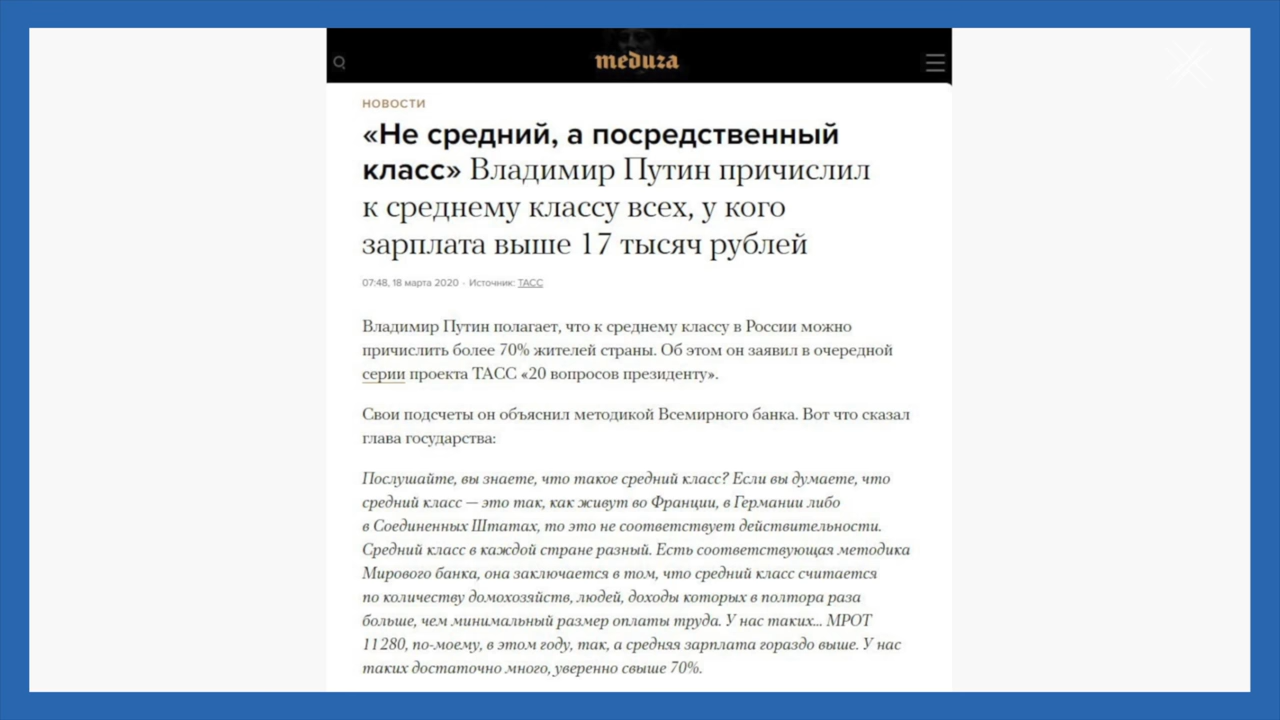 meduza
НОВОСТИ
«Не средний, а посредственный
класс» Владимир Путин причислил
к среднему классу всех, у кого
зарплата выше 17 тысяч рублей
07:48, 18 марта 2020 · Источник: ТАСС
Владимир Путин полагает, что к среднему классу в России можно
причислить более 70% жителей страны. Об этом он заявил в очередной
серии проекта ТАСС «20 вопросов президенту».
Свои подсчеты он объяснил методикой Всемирного банка. Вот что сказал
глава государства:
Послушайте, вы знаете, что такое средний класс? Если вы думаете, что
средний класс — это так, как живут во Франции, в Германии либо
в Соединенных Штатах, то это не соответствует действительности.
Средний класс в каждой стране разный. Есть соответствующая методика
Мирового банка, она заключается в том, что средний класс считается
по количеству домохозяйств, людей, доходы которых в полтора раза
больше, чем минимальный размер оплаты труда. У нас таких... МРОТ
11 280, по-моему, в этом году, так, а средняя зарплата гораздо выше. У нас
таких достаточно много, уверенно свыше 70%.